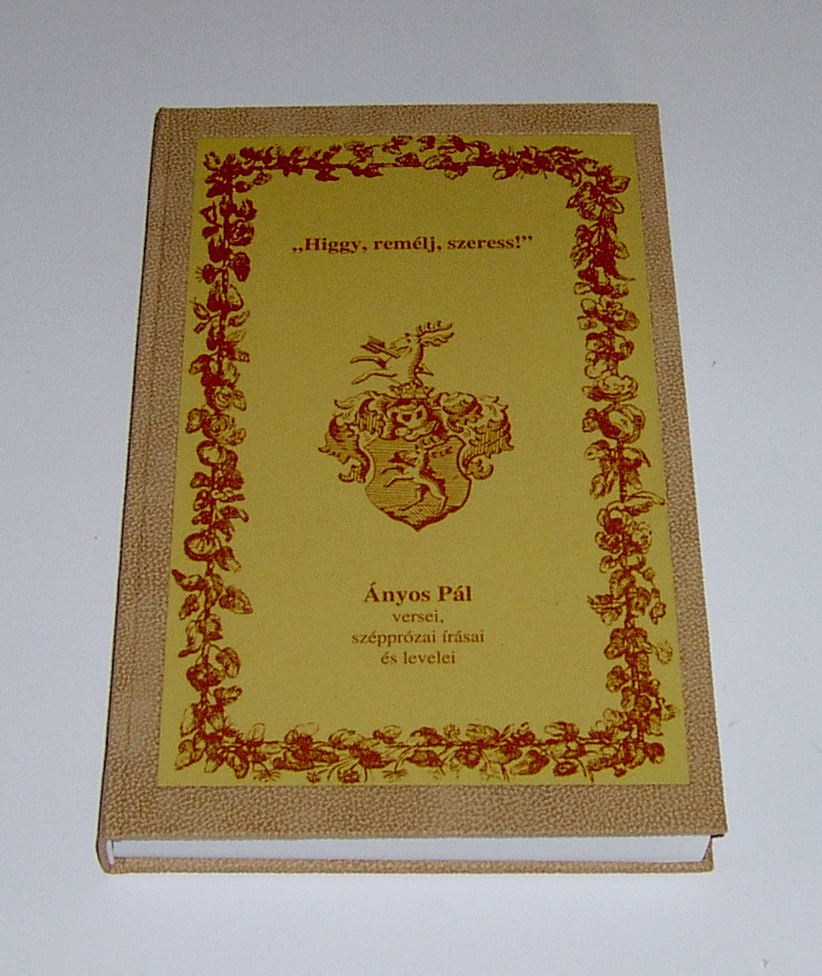 „Higgy, remélj, szeress!”
Ányos Pál
versei,
szépprózai írásai
és levelei